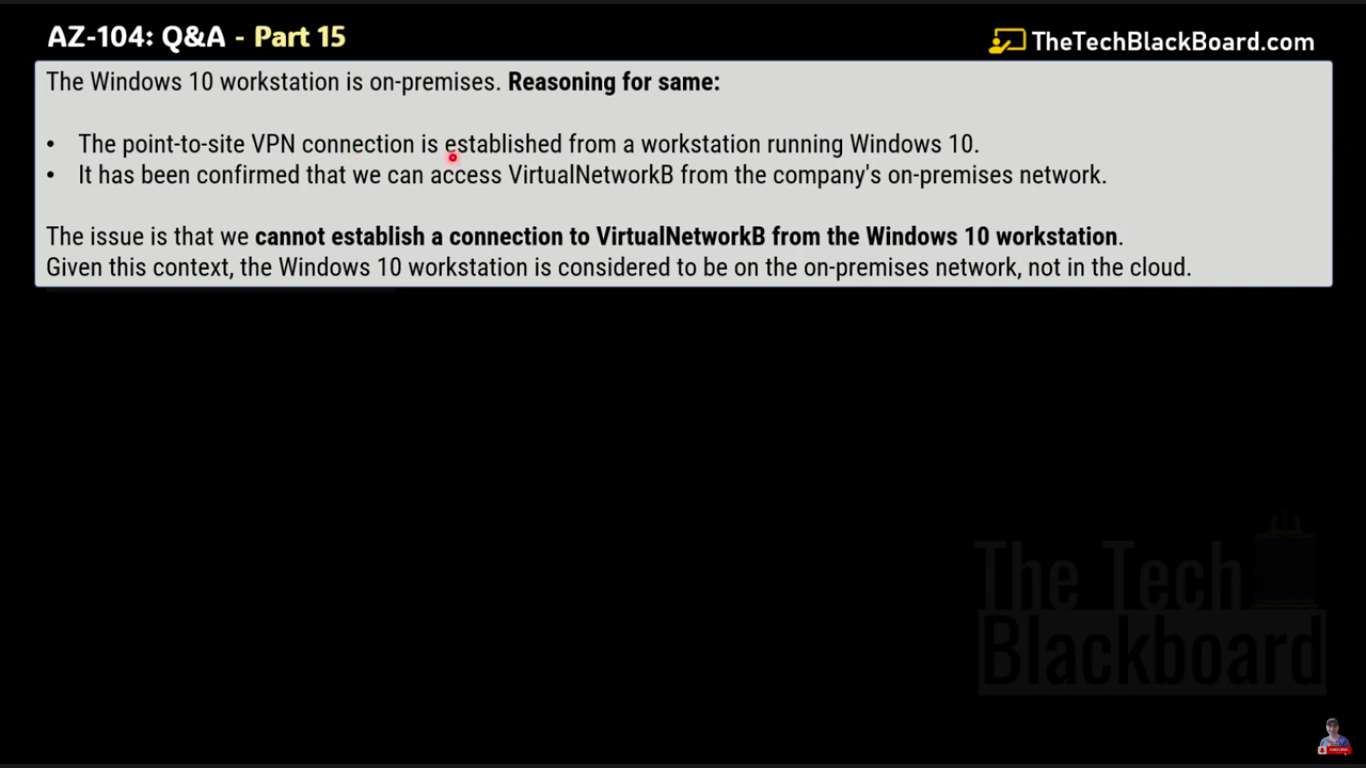 AZ-104: Q&A - Part 15
TheTechBlackBoard.com
The Windows 10 workstation is on-premises. Reasoning for same:
• The point-to-site VPN connection is established from a workstation running Windows 10.
• It has been confirmed that we can access VirtualNetworkB from the company's on-premises network.
The issue is that we cannot establish a connection to VirtualNetworkB from the Windows 10 workstation.
Given this context, the Windows 10 workstation is considered to be on the on-premises network, not in the cloud.
The Tech
Blackboard